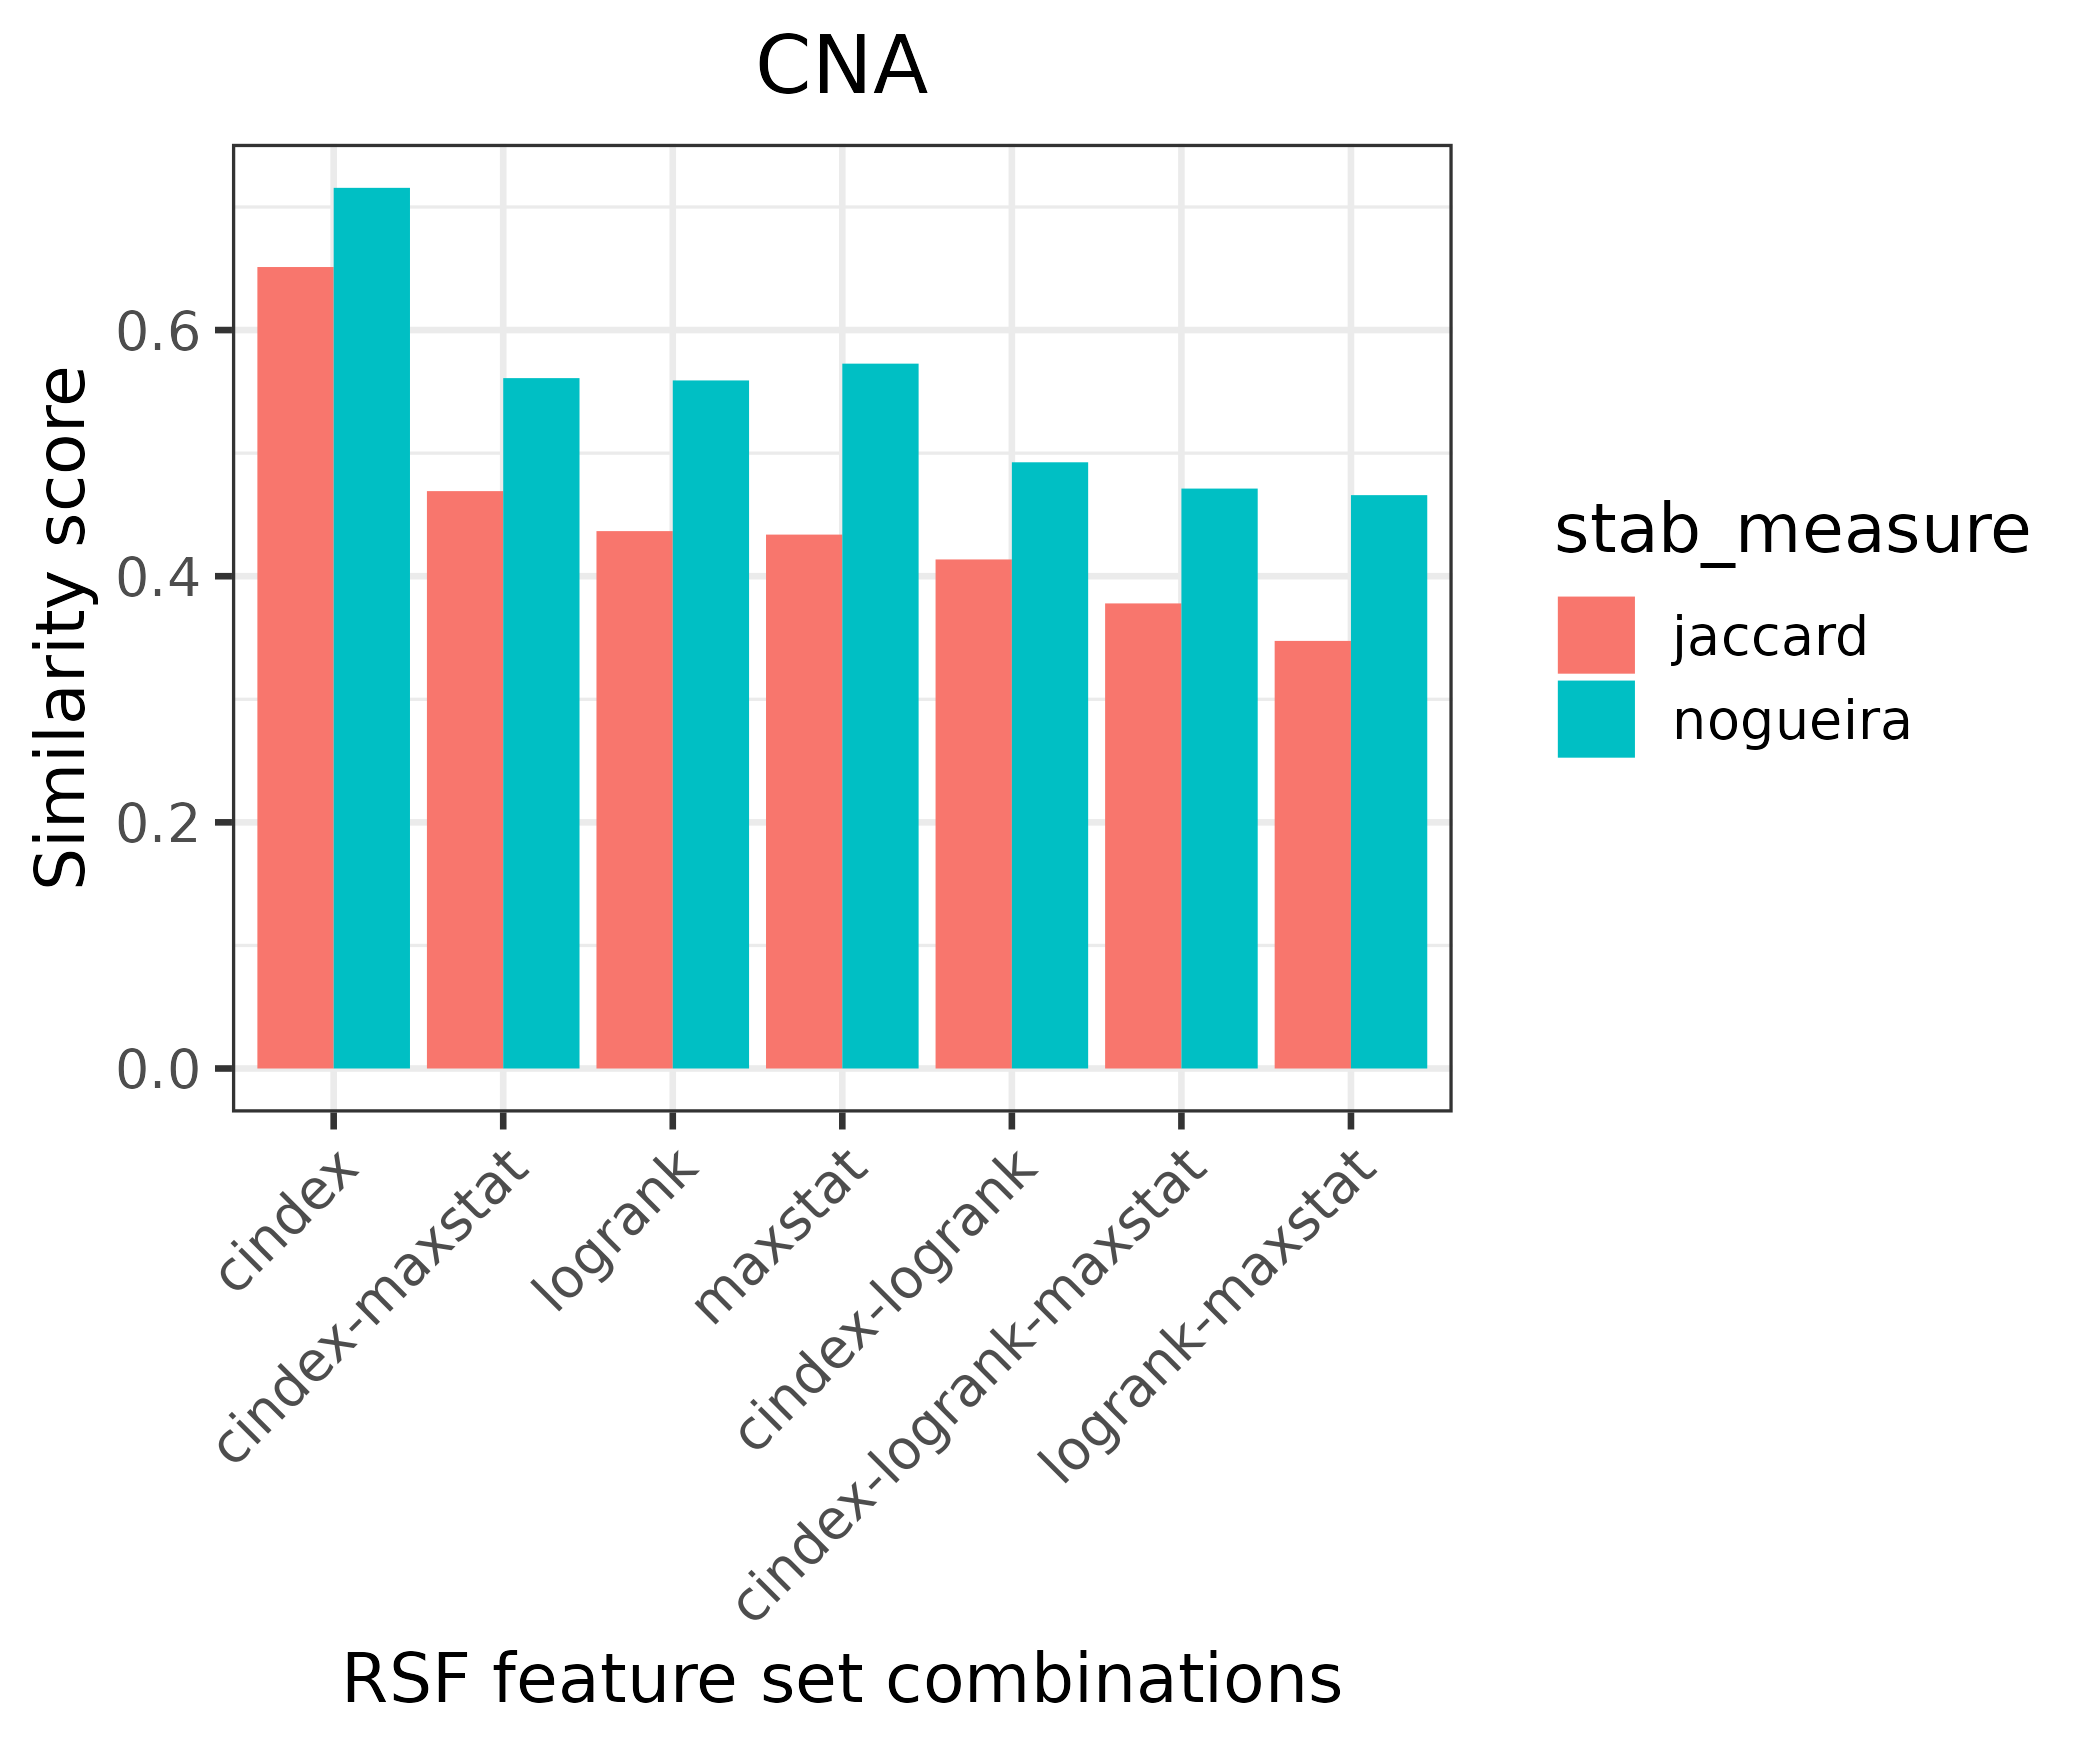 CNA
Similarity score
0.6
0.4
0.2
0.0
cindex
cindex-maxstat
logrank
maxstat
cindex-logrank
cindex-logrank-maxstat
logrank-maxstat
RSF feature set combinations
stab_measure
jaccard
nogueira